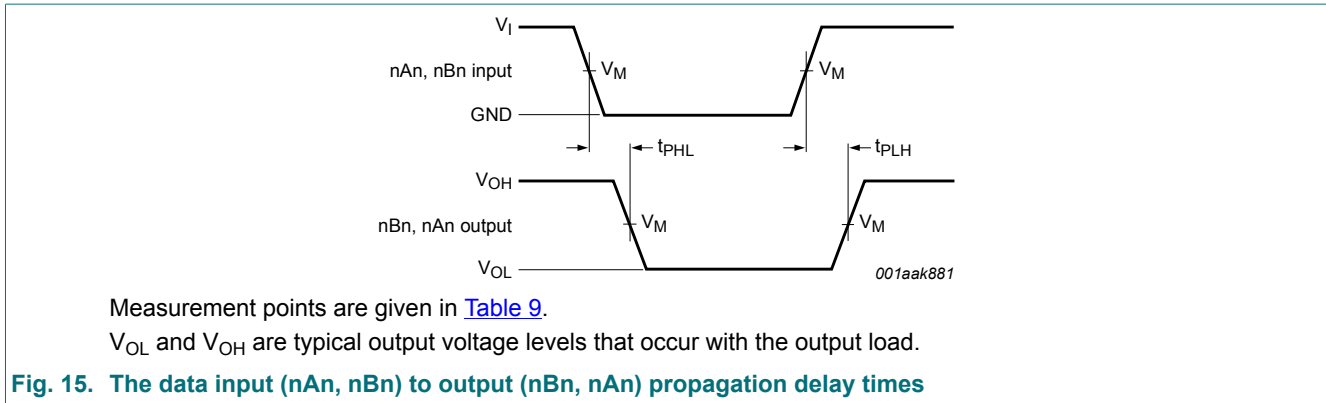 VI
nAn, nBn input
VM
VM
GND
tPHL
tPLH
VOH
nBn, nAn output
VM
VM
VOL
001aak881
Measurement points are given in Table 9.
VOL and VOH are typical output voltage levels that occur with the output load.
Fig. 15. The data input (nAn, nBn) to output (nBn, nAn) propagation delay times